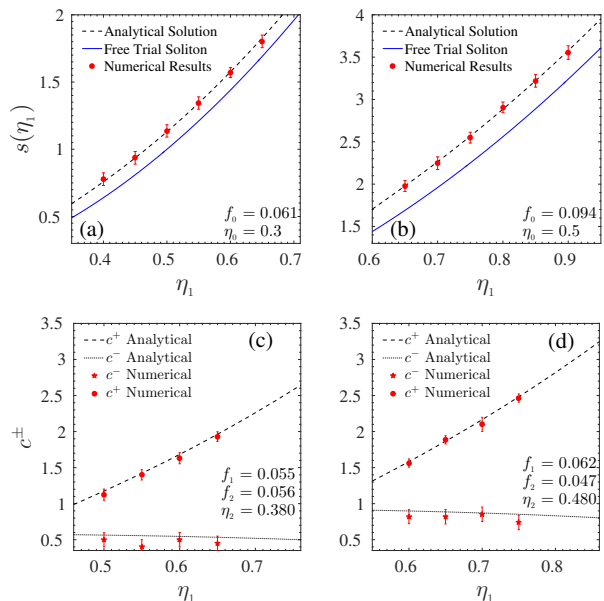 2
1.5
1
0.5
s(η₁)
Analytical Solution
Free Trial Soliton
Numerical Results
f₀ = 0.061
η₀ = 0.3
(a)
0.4 0.5 0.6 0.7
η₁
4
3.5
3
2.5
2
1.5
Analytical Solution
Free Trial Soliton
Numerical Results
f₀ = 0.094
η₀ = 0.5
(b)
0.6 0.7 0.8 0.9
η₁
3.5
3
2.5
2
1.5
1
0.5
c±
c⁺ Analytical
c⁻ Analytical
c⁻ Numerical
c⁺ Numerical
(c)
f₁ = 0.055
f₂ = 0.056
η₂ = 0.380
0.5 0.6 0.7
η₁
3.5
3
2.5
2
1.5
1
0.5
c⁺ Analytical
c⁻ Analytical
c⁻ Numerical
c⁺ Numerical
(d)
f₁ = 0.062
f₂ = 0.047
η₂ = 0.480
0.6 0.7 0.8
η₁